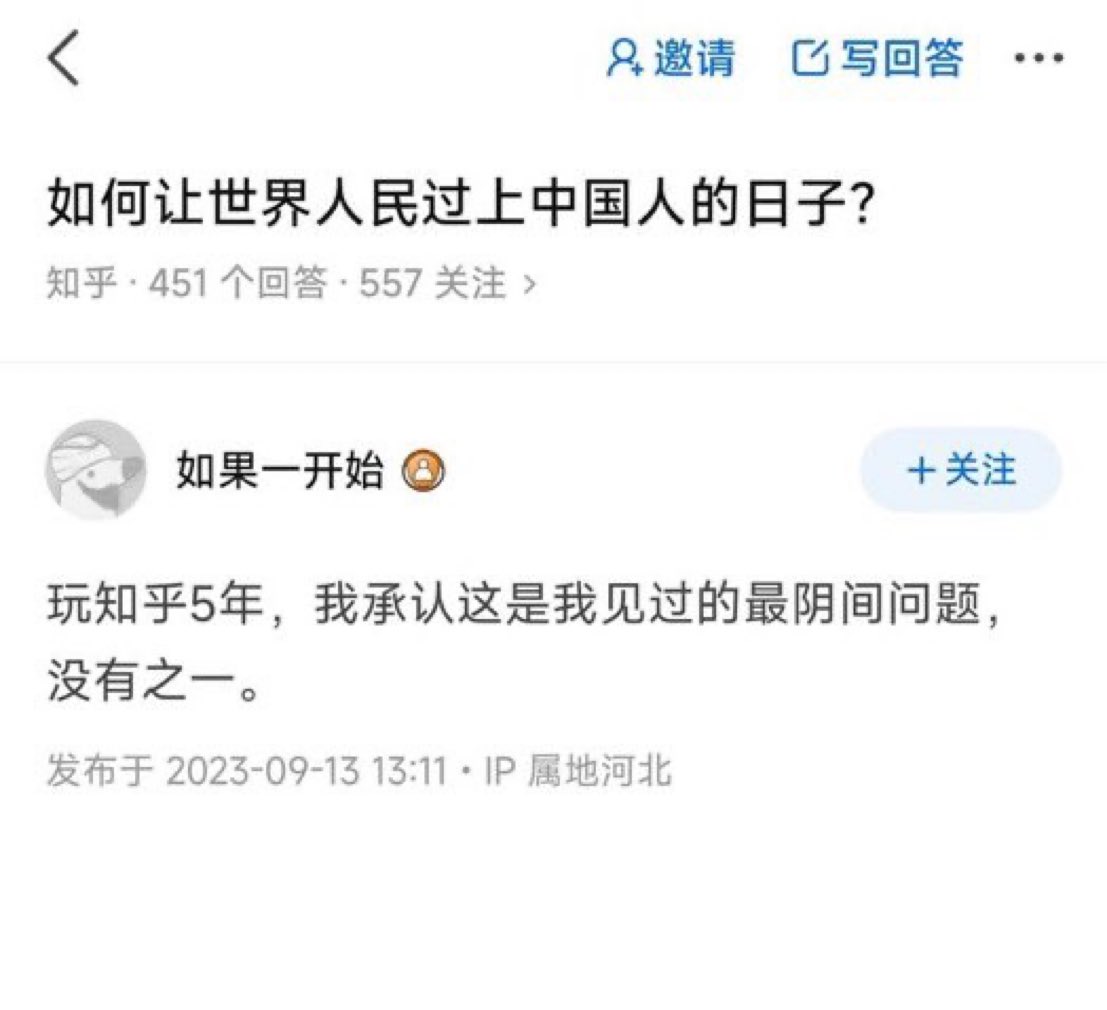 邀请 写回答
如何让世界人民过上中国人的日子?
知乎 · 451 个回答 · 557 关注 >
如果一开始
+关注
玩知乎5年，我承认这是我见过的最阴间问题，
没有之一。
发布于 2023-09-13 13:11 · IP 属地河北